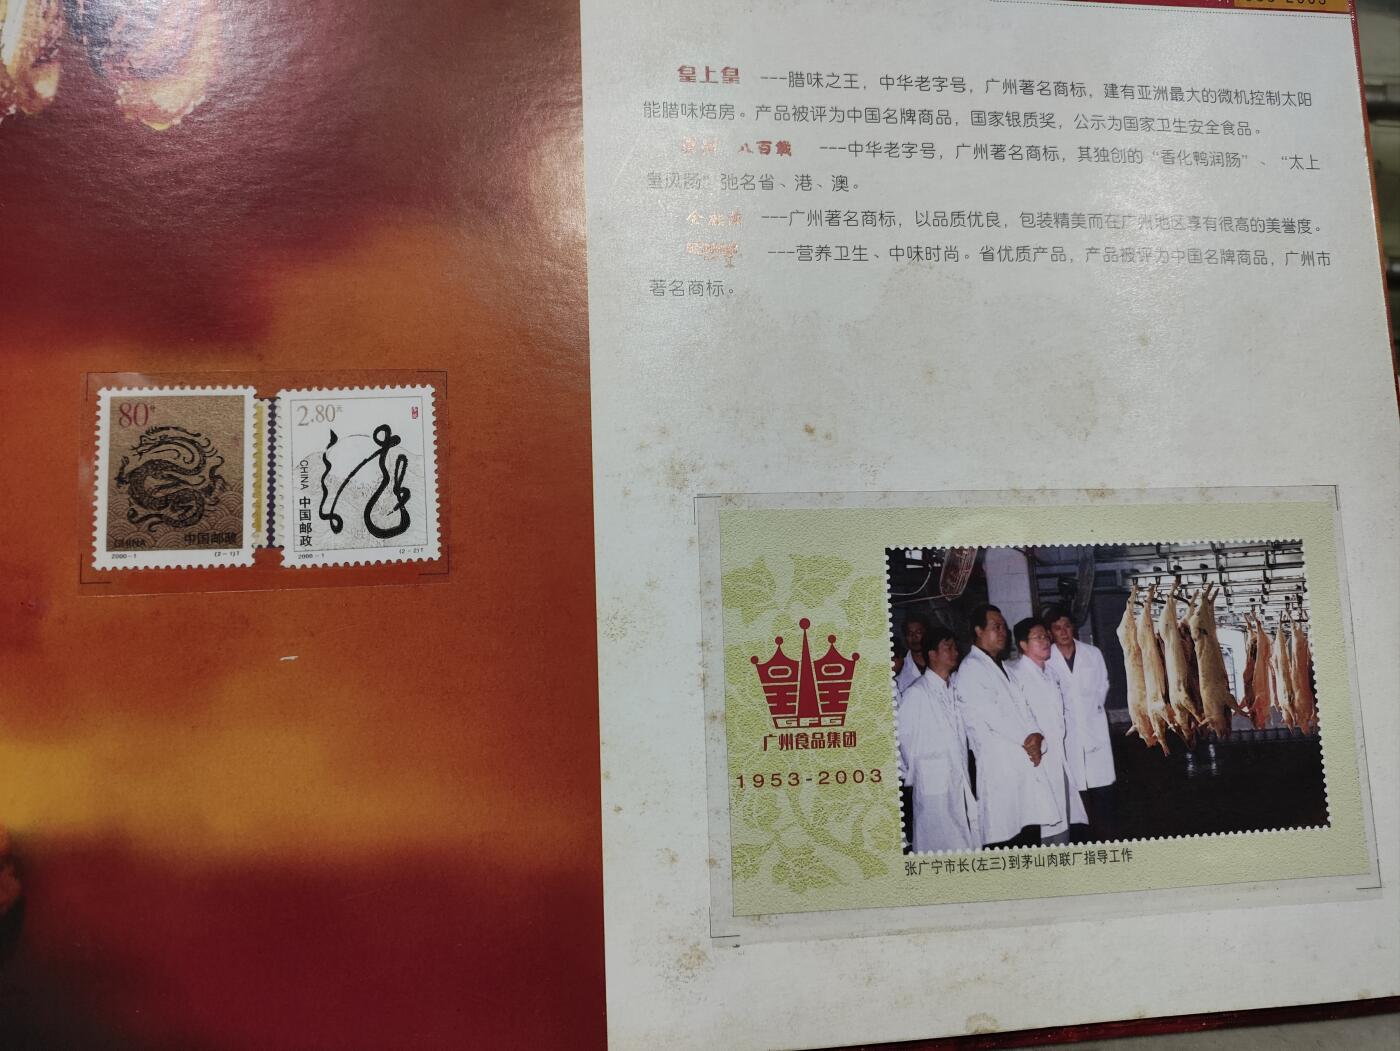 皇上皇 ---腊味之王，中华老字号，广州著名商标，建有亚洲最大的微机控制太阳
能腊味焙房。产品被评为中国名牌商品，国家银质奖，公示为国家卫生安全食品。
八百载 ---中华老字号，广州著名商标，其独创的“香化鸭润肠”、“太上
皇凤肠”弛名省、港、澳。
---广州著名商标，以品质优良，包装精美而在广州地区享有很高的美誉度。
---营养卫生、中味时尚。省优质产品，产品被评为中国名牌商品，广州市
著名商标。
80分
CHINA
中国邮政
2000-1
(2-1)T
2.80元
CHINA
中国邮政
2000-1
(2-2)T
GFG
广州食品集团
1953-2003
张广宁市长(左三)到茅山肉联厂指导工作